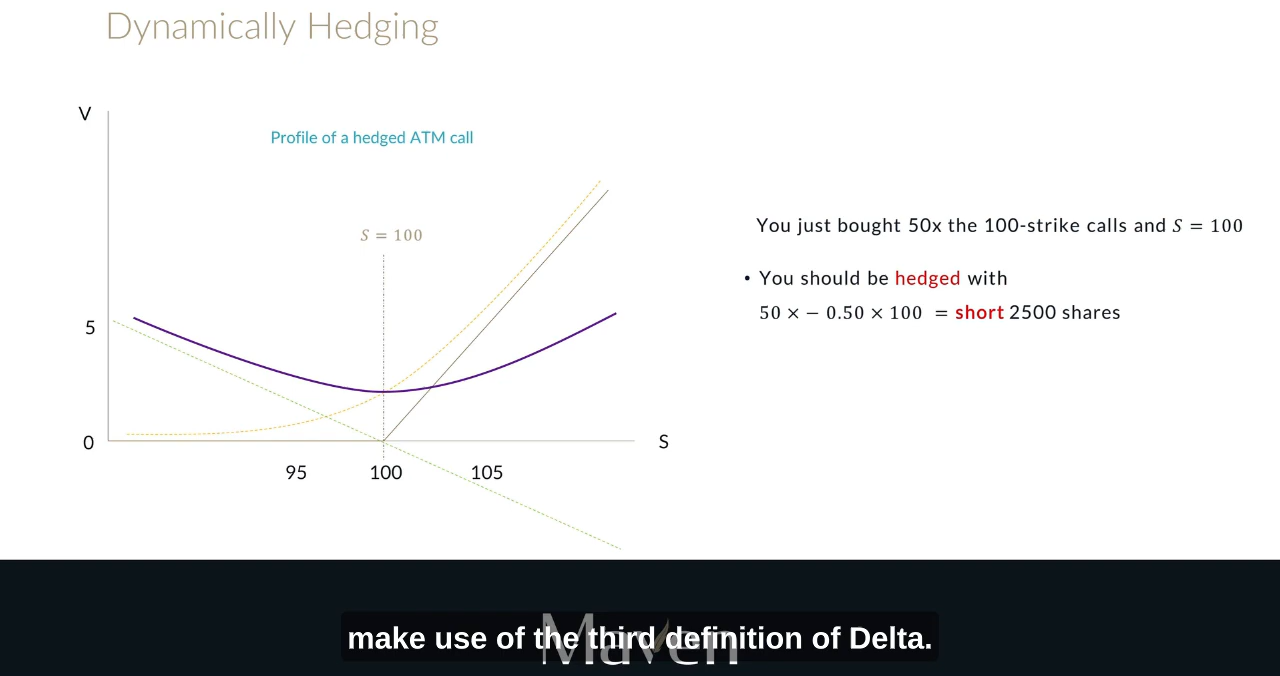 Dynamically Hedging
V
Profile of a hedged ATM call
S = 100
5
0
95
100
105
S
You just bought 50x the 100-strike calls and S = 100
• You should be hedged with
50 × − 0.50 × 100 = short 2500 shares
Maven
make use of the third definition of Delta.